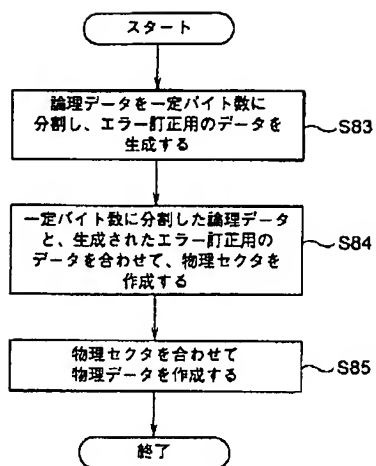 スタート
論理データを一定バイト数に
分割し、エラー訂正用のデータを
生成する
S83
一定バイト数に分割した論理データ
と、生成されたエラー訂正用の
データを合わせて、物理セクタを
作成する
S84
物理セクタを合わせて
物理データを作成する
S85
終了